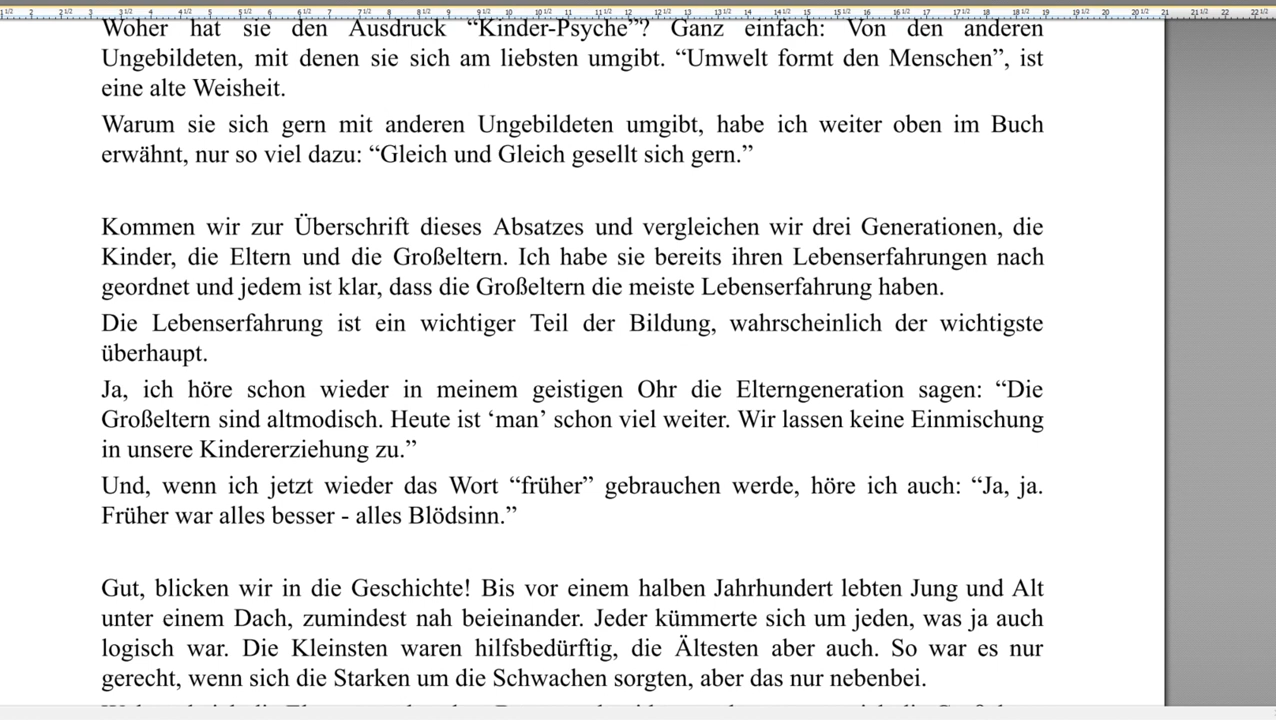 Woher hat sie den Ausdruck “Kinder-Psyche”? Ganz einfach: Von den anderen
Ungebildeten, mit denen sie sich am liebsten umgibt. “Umwelt formt den Menschen”, ist
eine alte Weisheit.
Warum sie sich gern mit anderen Ungebildeten umgibt, habe ich weiter oben im Buch
erwähnt, nur so viel dazu: “Gleich und Gleich gesellt sich gern.”
Kommen wir zur Überschrift dieses Absatzes und vergleichen wir drei Generationen, die
Kinder, die Eltern und die Großeltern. Ich habe sie bereits ihren Lebenserfahrungen nach
geordnet und jedem ist klar, dass die Großeltern die meiste Lebenserfahrung haben.
Die Lebenserfahrung ist ein wichtiger Teil der Bildung, wahrscheinlich der wichtigste
überhaupt.
Ja, ich höre schon wieder in meinem geistigen Ohr die Elterngeneration sagen: “Die
Großeltern sind altmodisch. Heute ist ‘man’ schon viel weiter. Wir lassen keine Einmischung
in unsere Kindererziehung zu.”
Und, wenn ich jetzt wieder das Wort “früher” gebrauchen werde, höre ich auch: “Ja, ja.
Früher war alles besser - alles Blödsinn.”
Gut, blicken wir in die Geschichte! Bis vor einem halben Jahrhundert lebten Jung und Alt
unter einem Dach, zumindest nah beieinander. Jeder kümmerte sich um jeden, was ja auch
logisch war. Die Kleinsten waren hilfsbedürftig, die Ältesten aber auch. So war es nur
gerecht, wenn sich die Starken um die Schwachen sorgten, aber das nur nebenbei.